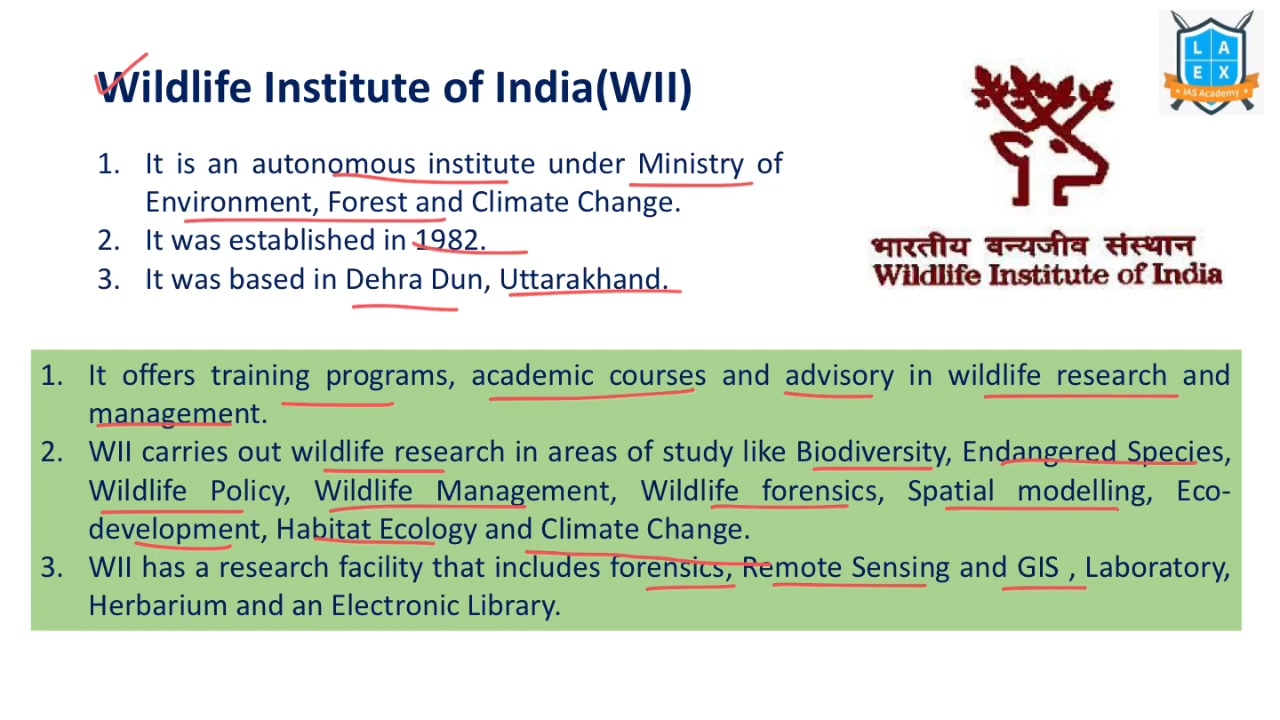 Wildlife Institute of India(WII)
1. It is an autonomous institute under Ministry of
Environment, Forest and Climate Change.
2. It was established in 1982.
3. It was based in Dehra Dun, Uttarakhand.
L A
E X
IAS Academy
भारतीय वन्यजीव संस्थान
Wildlife Institute of India
1. It offers training programs, academic courses and advisory in wildlife research and
management.
2. WII carries out wildlife research in areas of study like Biodiversity, Endangered Species,
Wildlife Policy, Wildlife Management, Wildlife forensics, Spatial modelling, Eco-
development, Habitat Ecology and Climate Change.
3. WII has a research facility that includes forensics, Remote Sensing and GIS , Laboratory,
Herbarium and an Electronic Library.